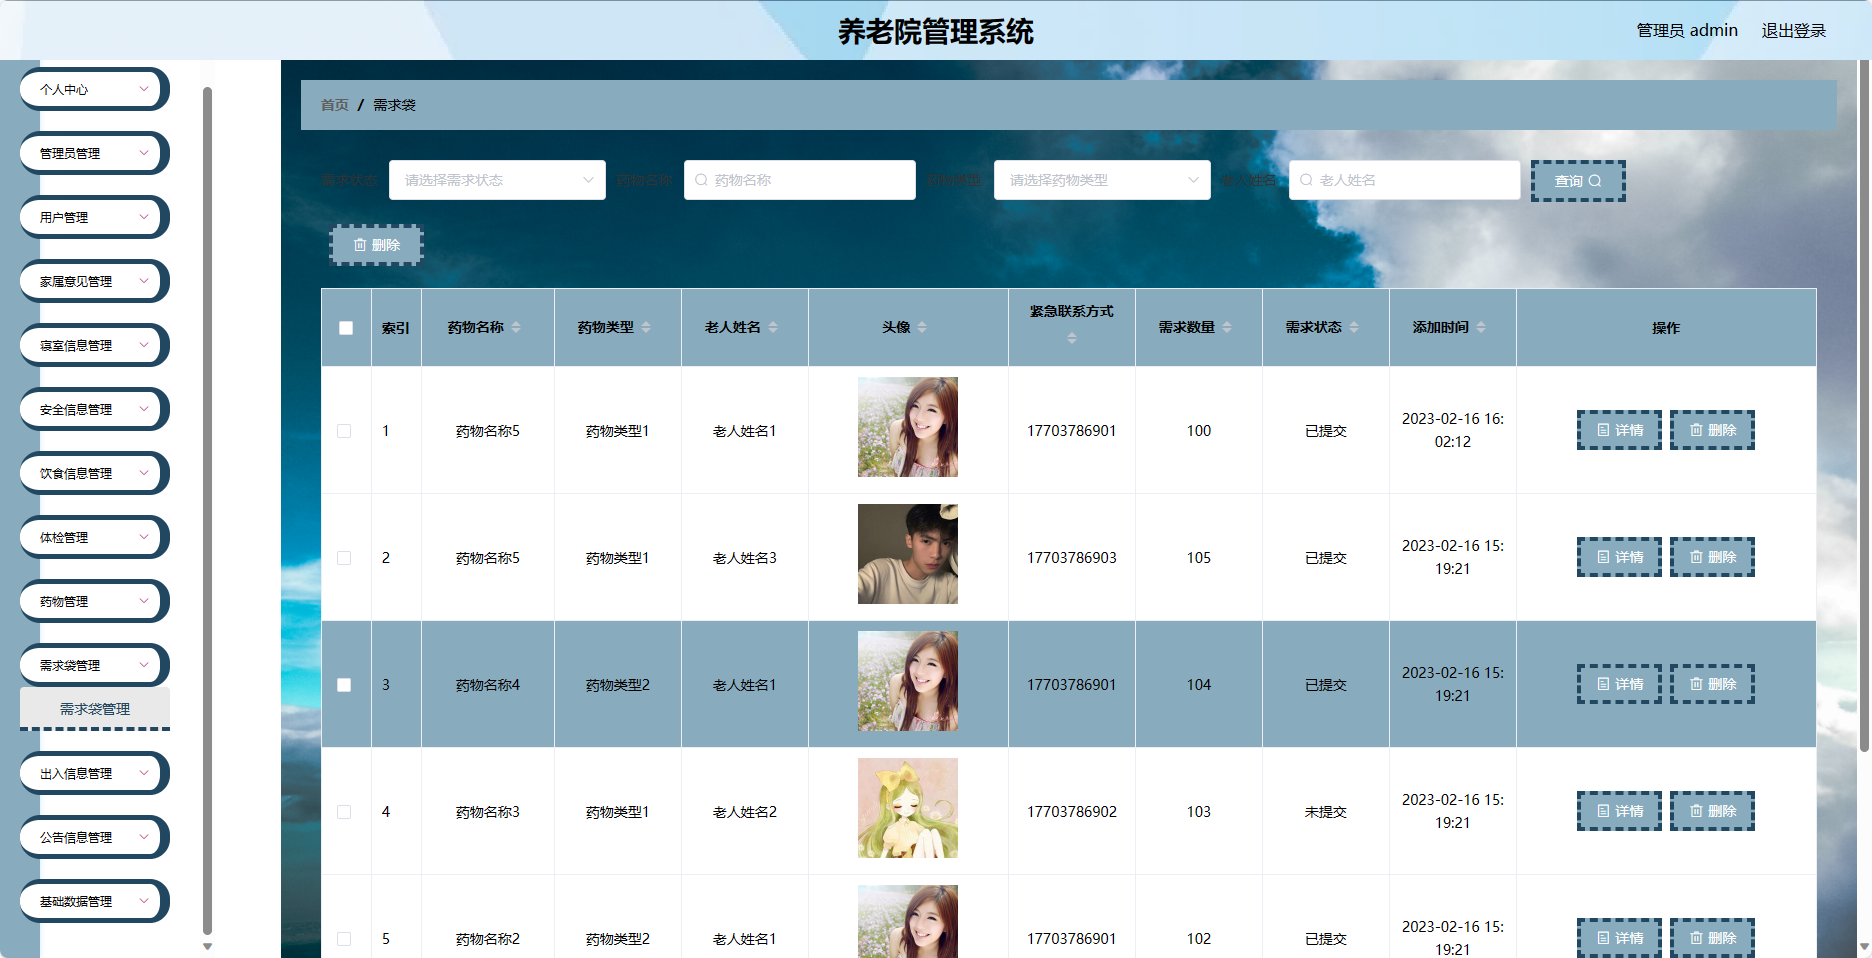 养老院管理系统
管理员 admin
退出登录
个人中心
管理员管理
用户管理
家属意见管理
寝室信息管理
安全信息管理
饮食信息管理
体检管理
药物管理
需求袋管理
需求袋管理
出入信息管理
公告信息管理
基础数据管理
首页 / 需求袋
需求状态 请选择需求状态 药物名称 药物名称 药物类型 请选择药物类型 老人姓名 老人姓名 查询
删除
索引 药物名称 药物类型 老人姓名 头像 紧急联系方式 需求数量 需求状态 添加时间 操作
1 药物名称5 药物类型1 老人姓名1 17703786901 100 已提交 2023-02-16 16:
02:12 详情 删除
2 药物名称5 药物类型1 老人姓名3 17703786903 105 已提交 2023-02-16 15:
19:21 详情 删除
3 药物名称4 药物类型2 老人姓名1 17703786901 104 已提交 2023-02-16 15:
19:21 详情 删除
4 药物名称3 药物类型1 老人姓名2 17703786902 103 未提交 2023-02-16 15:
19:21 详情 删除
5 药物名称2 药物类型2 老人姓名1 17703786901 102 已提交 2023-02-16 15:
19:21 详情 删除